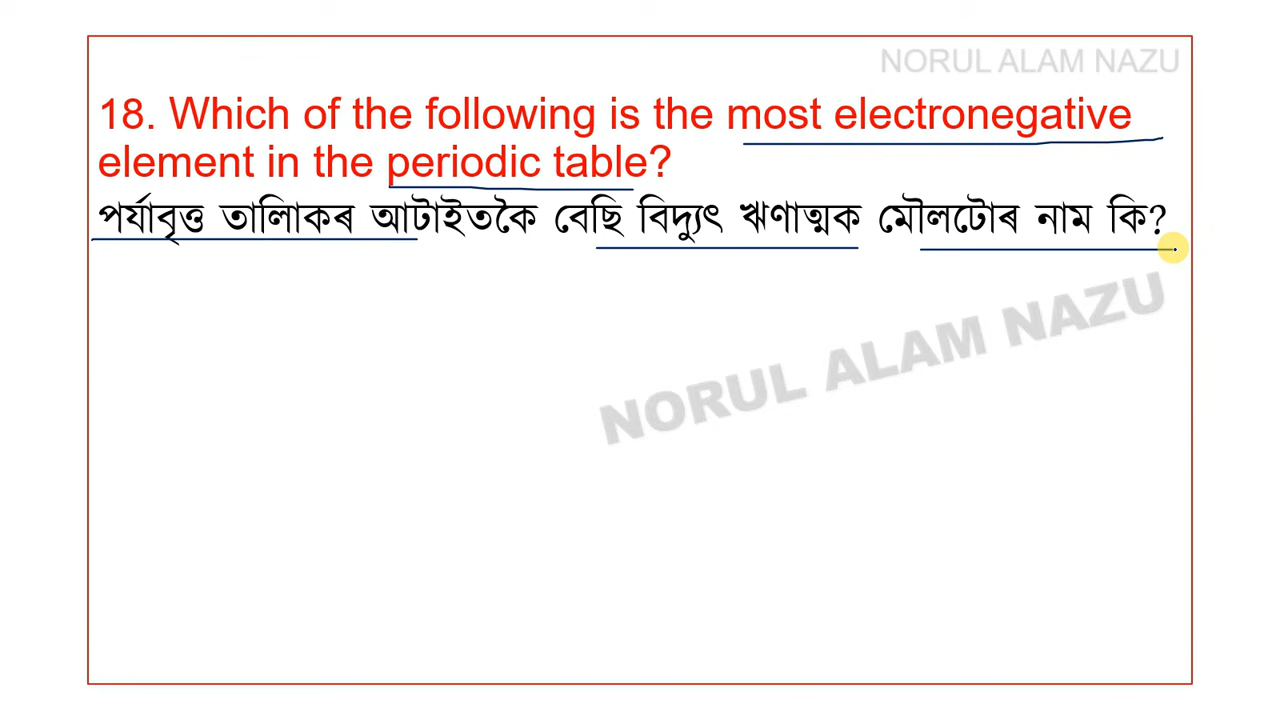 NORUL ALAM NAZU
18. Which of the following is the most electronegative
element in the periodic table?
পৰ্যাবৃত্ত তালিাকৰ আটাইতকৈ বেছি বিদ্যুৎ ঋণাত্মক মৌলটোৰ নাম কি?
NORUL ALAM NAZU